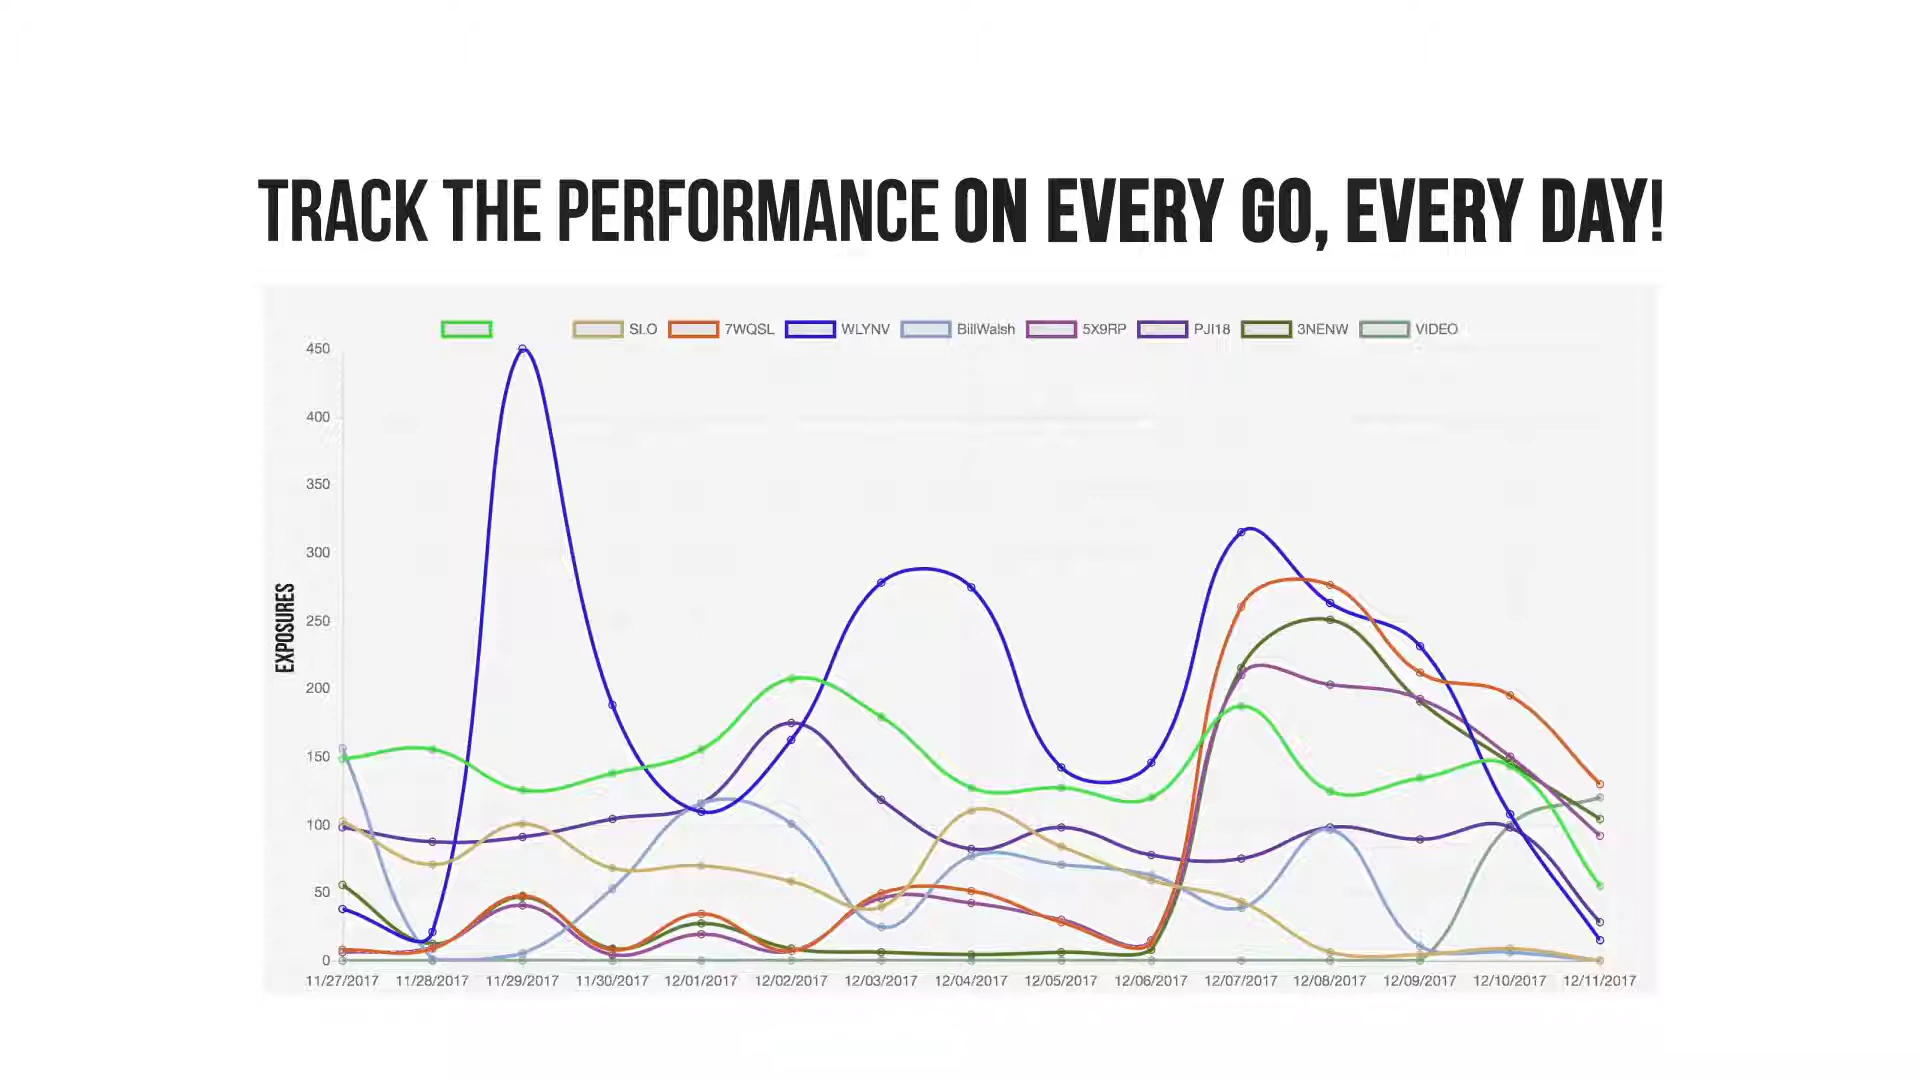 TRACK THE PERFORMANCE ON EVERY GO, EVERY DAY!
SLO 7WQSL WLYNV BillWalsh 5X9RP PJI18 3NENW VIDEO
450
400
350
300
250
200
150
100
50
0
EXPOSURES
11/27/2017 11/28/2017 11/29/2017 11/30/2017 12/01/2017 12/02/2017 12/03/2017 12/04/2017 12/05/2017 12/06/2017 12/07/2017 12/08/2017 12/09/2017 12/10/2017 12/11/2017